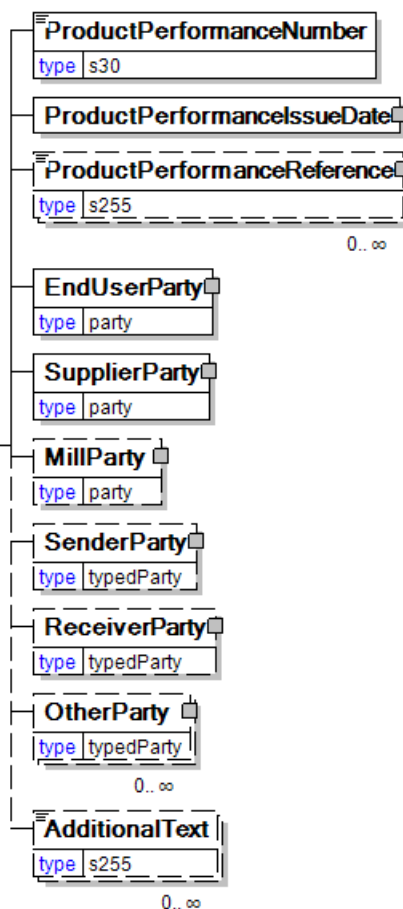 ProductPerformanceNumber
type s30
ProductPerformanceIssueDate
ProductPerformanceReference
type s255
0.. ∞
EndUserParty
type party
SupplierParty
type party
MillParty
type party
SenderParty
type typedParty
ReceiverParty
type typedParty
OtherParty
type typedParty
0.. ∞
AdditionalText
type s255
0.. ∞